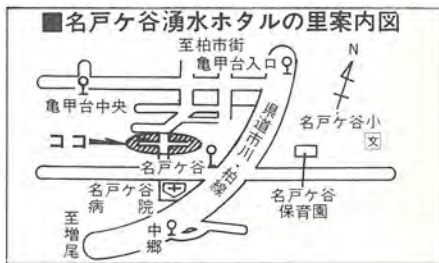 ■名戸ケ谷湧水ホタルの里案内図
至柏市街
亀甲台入口
N
亀甲台中央
名戸ケ谷小
文
ココ
県道市川・柏線
名戸ケ谷
名戸ケ谷
病院
名戸ケ谷
保育園
至増尾
中郷